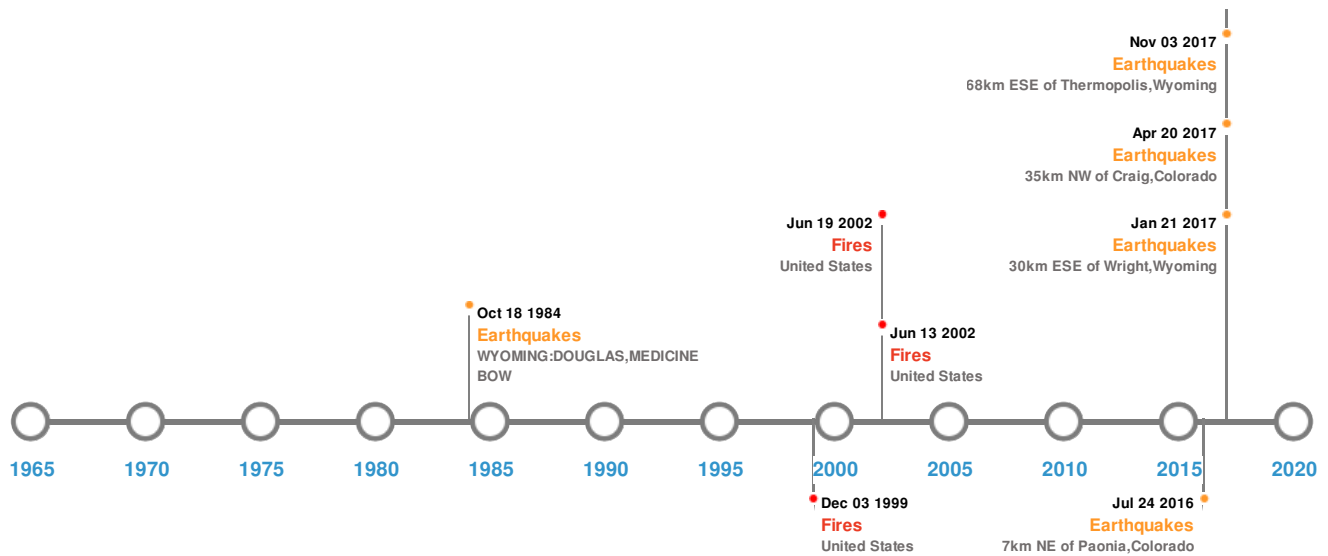 Nov 03 2017
Earthquakes
68km ESE of Thermopolis,Wyoming
Apr 20 2017
Earthquakes
35km NW of Craig,Colorado
Jun 19 2002
Fires
United States
Jan 21 2017
Earthquakes
30km ESE of Wright,Wyoming
Oct 18 1984
Earthquakes
WYOMING:DOUGLAS,MEDICINE
BOW
Jun 13 2002
Fires
United States
1965 1970 1975 1980 1985 1990 1995 2000 2005 2010 2015 2020
Dec 03 1999
Fires
United States
Jul 24 2016
Earthquakes
7km NE of Paonia,Colorado